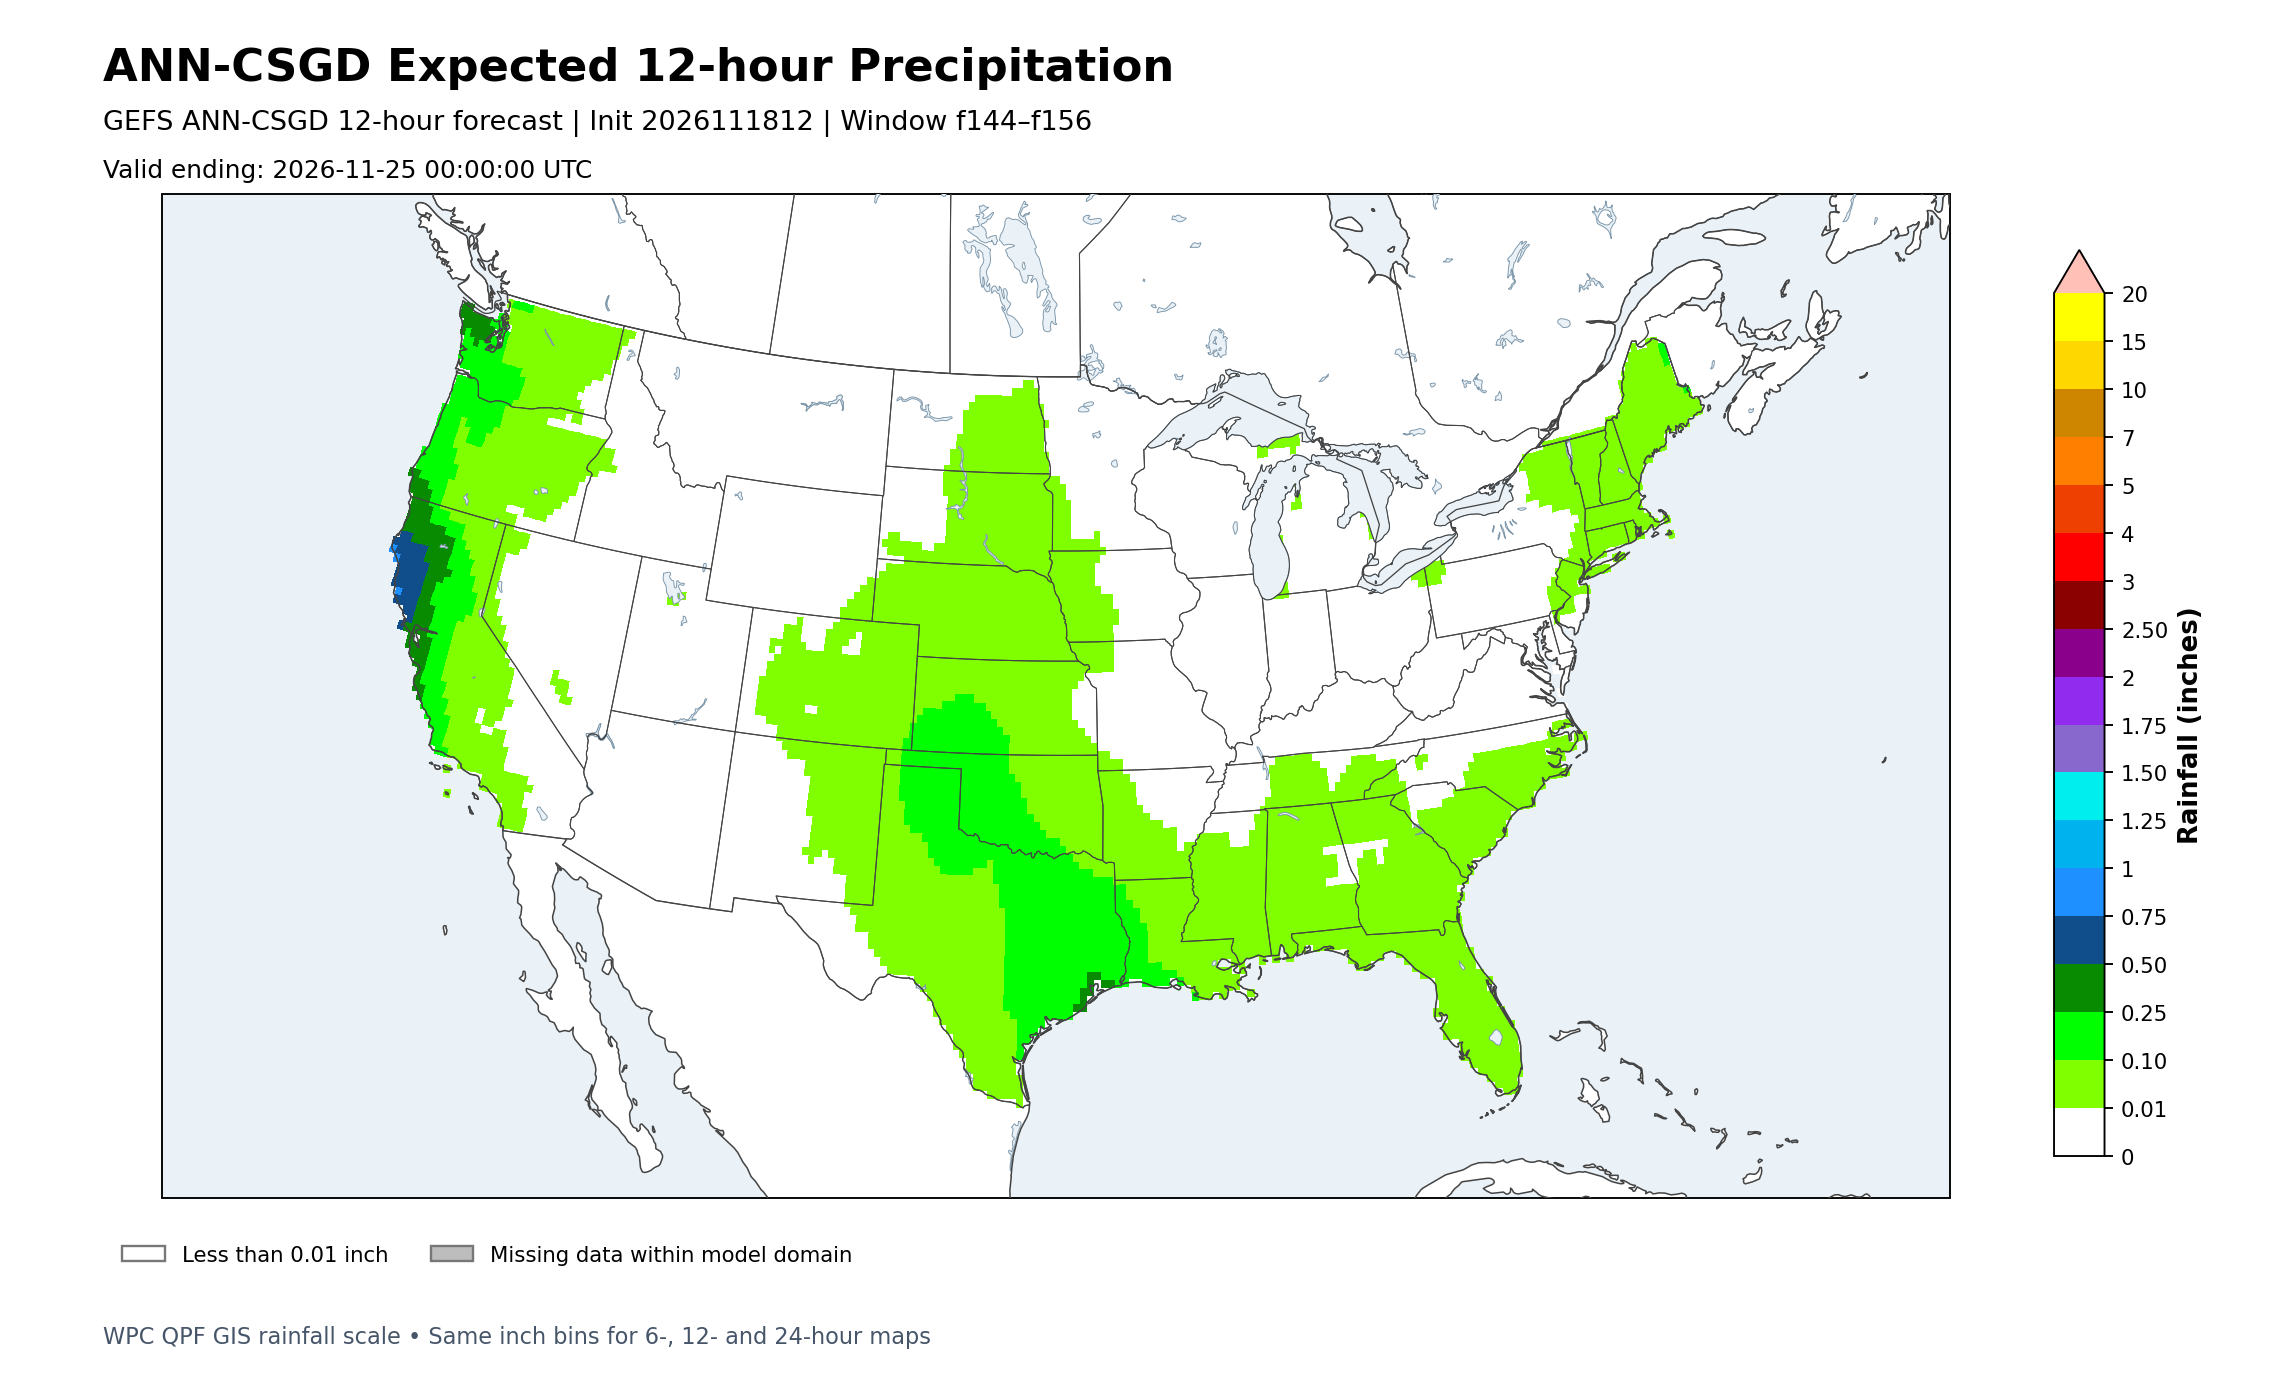 ANN-CSGD Expected 12-hour Precipitation
GEFS ANN-CSGD 12-hour forecast | Init 2026111812 | Window f144–f156
Valid ending: 2026-11-25 00:00:00 UTC
20
15
10
7
5
4
3
2.50
2
1.75
1.50
1.25
1
0.75
0.50
0.25
0.10
0.01
0
Rainfall (inches)
Less than 0.01 inch
Missing data within model domain
WPC QPF GIS rainfall scale • Same inch bins for 6-, 12- and 24-hour maps